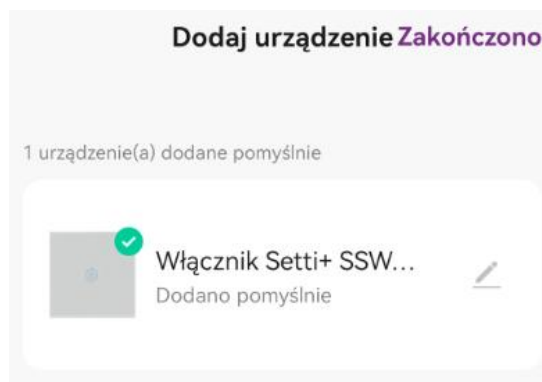 Dodaj urządzenie Zakończono
1 urządzenie(a) dodane pomyślnie
Włącznik Setti+ SSW...
Dodano pomyślnie